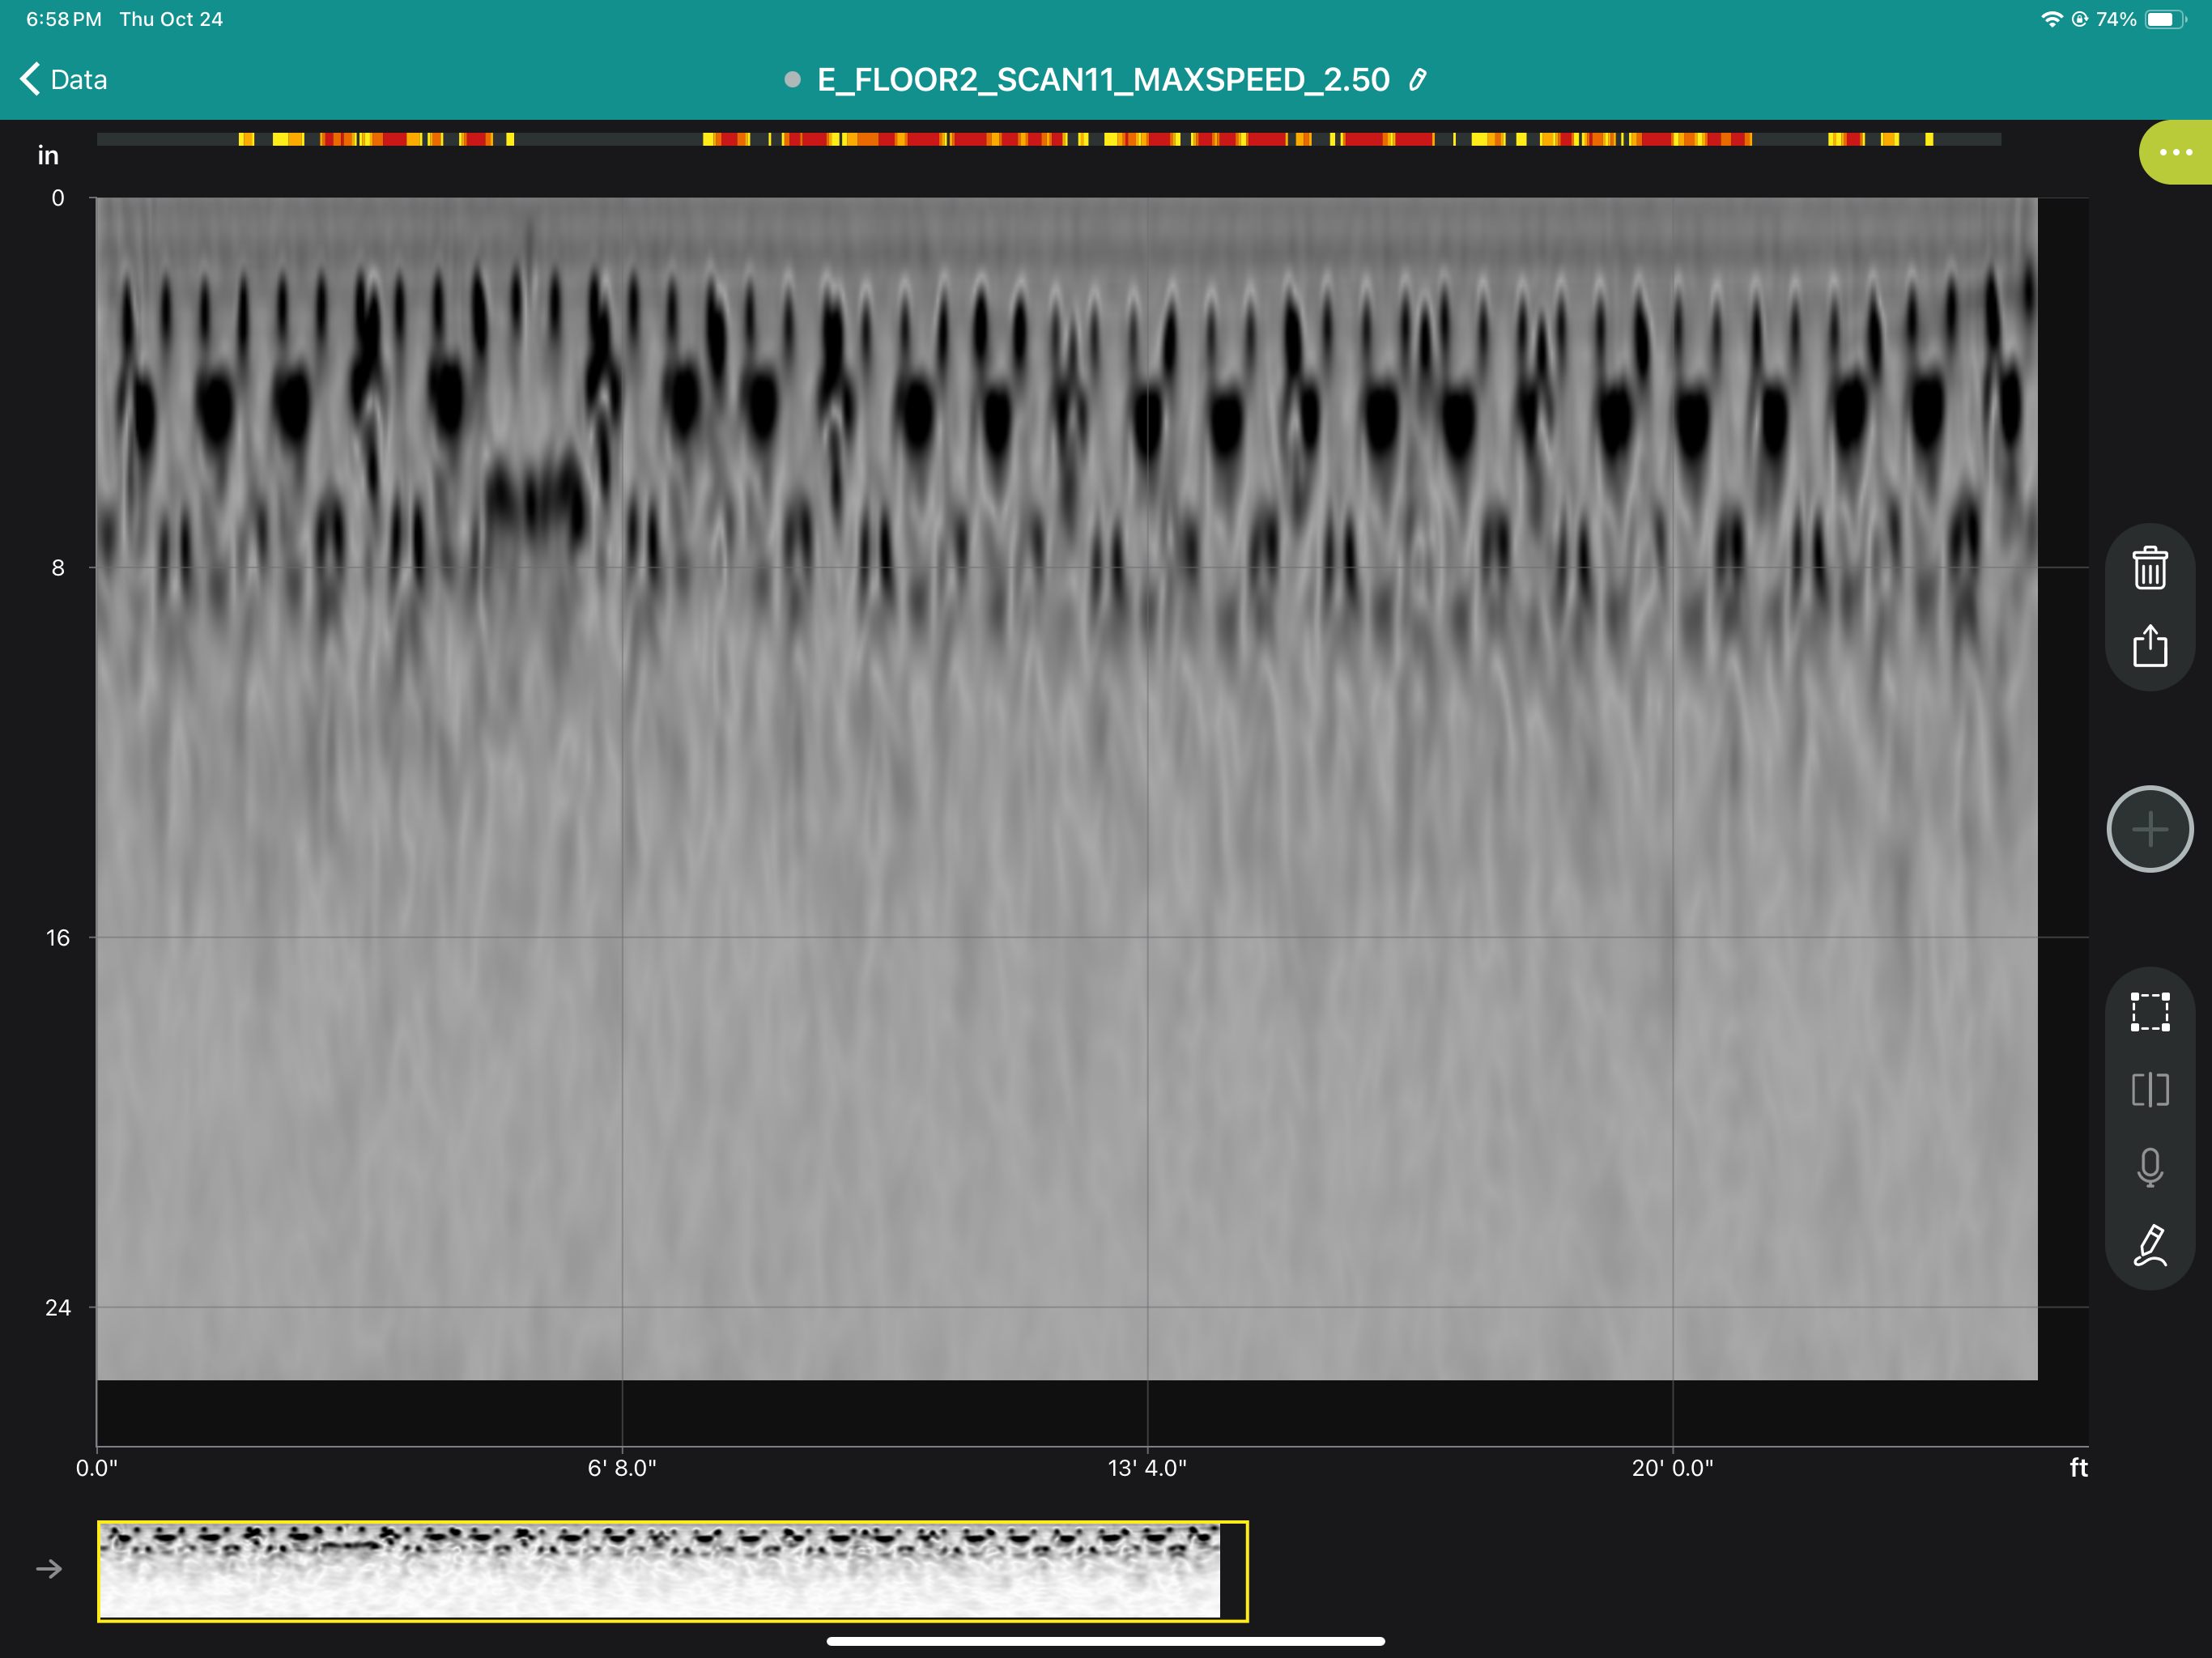 6:58 PM Thu Oct 24
74%
Data
E_FLOOR2_SCAN11_MAXSPEED_2.50
in
0
8
16
24
0.0" 6' 8.0" 13' 4.0" 20' 0.0" ft